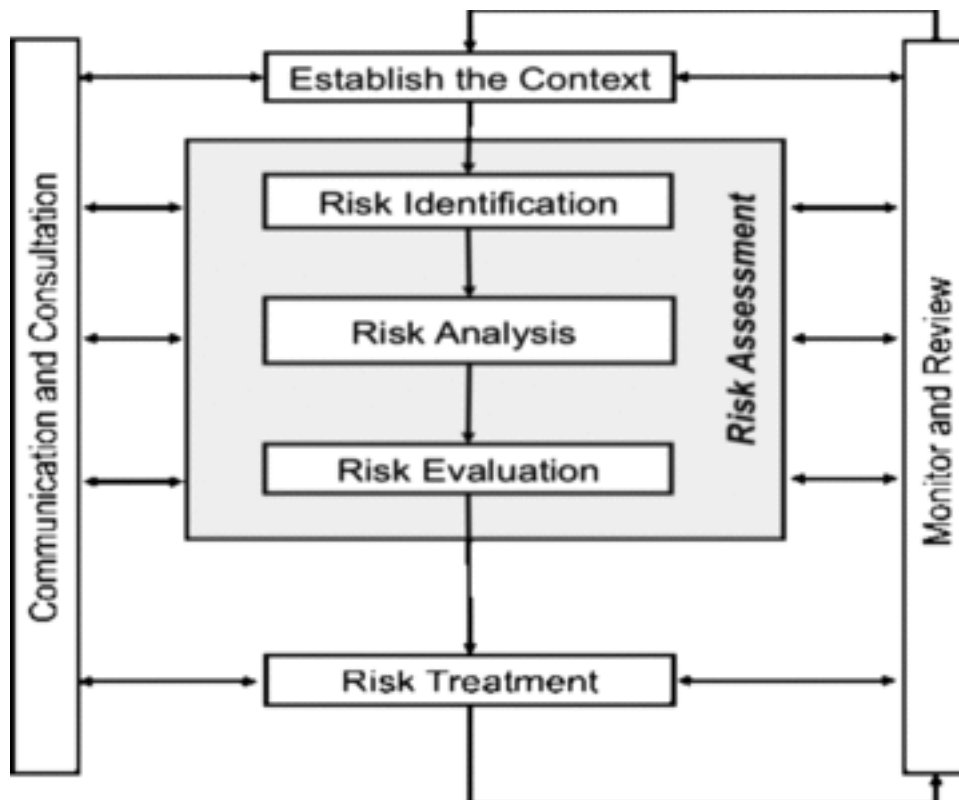 Establish the Context
Communication and Consultation
Risk Identification
Risk Analysis
Risk Evaluation
Risk Assessment
Risk Treatment
Monitor and Review